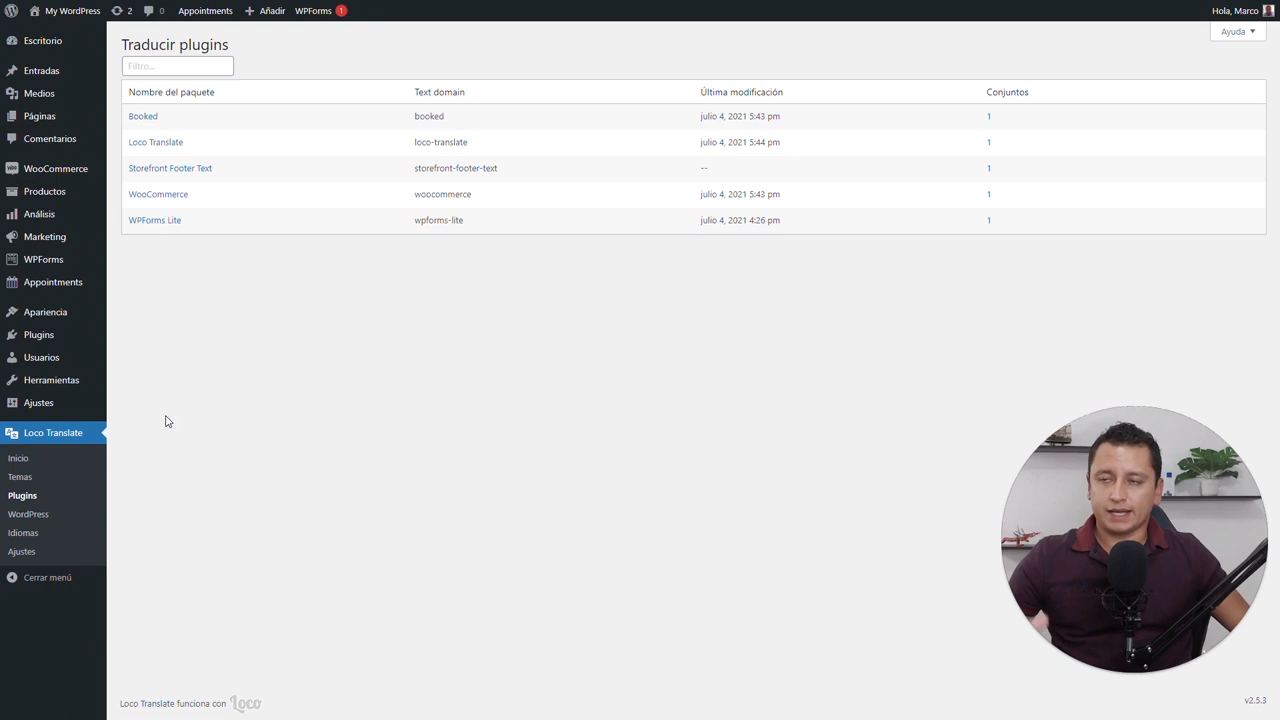 My WordPress 2 0 Appointments + Añadir WPForms 1 Hola, Marco
Ayuda ▼
Escritorio
Entradas
Medios
Páginas
Comentarios
WooCommerce
Productos
Análisis
Marketing
WPForms
Appointments
Apariencia
Plugins
Usuarios
Herramientas
Ajustes
Loco Translate
Inicio
Temas
Plugins
WordPress
Idiomas
Ajustes
Cerrar menú
Traducir plugins
Filtro...
Nombre del paquete Text domain Última modificación Conjuntos
Booked booked julio 4, 2021 5:43 pm 1
Loco Translate loco-translate julio 4, 2021 5:44 pm 1
Storefront Footer Text storefront-footer-text -- 1
WooCommerce woocommerce julio 4, 2021 5:43 pm 1
WPForms Lite wpforms-lite julio 4, 2021 4:26 pm 1
Loco Translate funciona con Loco
v2.5.3